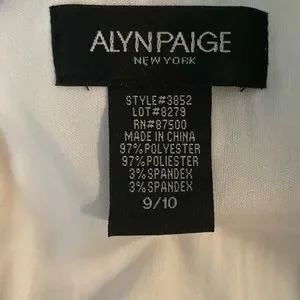 ALYNPAIGE
NEW YORK
STYLE#3852
LOT#8279
RN#87500
MADE IN CHINA
97% POLYESTER
97% POLIESTER
3% SPANDEX
3% SPANDEX
9/10